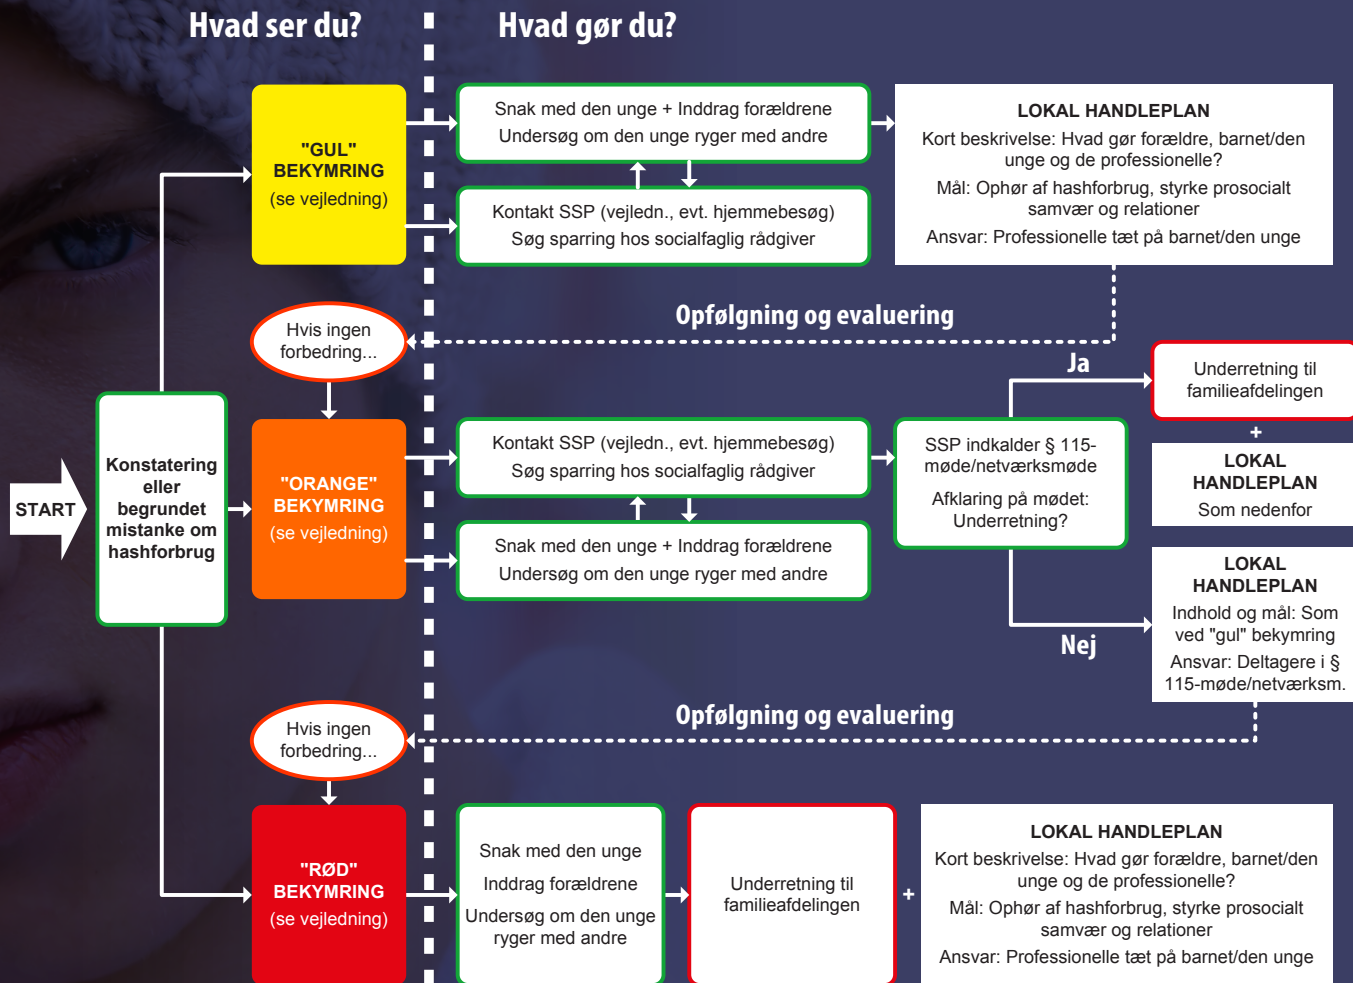 Hvad ser du?
Hvad gør du?
"GUL"
BEKYMRING
(se vejledning)
Snak med den unge + Inddrag forældrene
Undersøg om den unge ryger med andre
Kontakt SSP (vejledn., evt. hjemmebesøg)
Søg sparring hos socialfaglig rådgiver
LOKAL HANDLEPLAN
Kort beskrivelse: Hvad gør forældre, barnet/den
unge og de professionelle?
Mål: Ophør af hashforbrug, styrke prosocialt
samvær og relationer
Ansvar: Professionelle tæt på barnet/den unge
Opfølgning og evaluering
Hvis ingen
forbedring...
START
Konstatering
eller
begrundet
mistanke om
hashforbrug
"ORANGE"
BEKYMRING
(se vejledning)
Kontakt SSP (vejledn., evt. hjemmebesøg)
Søg sparring hos socialfaglig rådgiver
Snak med den unge + Inddrag forældrene
Undersøg om den unge ryger med andre
SSP indkalder § 115-
møde/netværksmøde
Afklaring på mødet:
Underretning?
Ja
Underretning til
familieafdelingen
+
LOKAL
HANDLEPLAN
Som nedenfor
Nej
LOKAL
HANDLEPLAN
Indhold og mål: Som
ved "gul" bekymring
Ansvar: Deltagere i §
115-møde/netværksm.
Opfølgning og evaluering
Hvis ingen
forbedring...
"RØD"
BEKYMRING
(se vejledning)
Snak med den unge
Inddrag forældrene
Undersøg om den unge
ryger med andre
Underretning til
familieafdelingen
+
LOKAL HANDLEPLAN
Kort beskrivelse: Hvad gør forældre, barnet/den
unge og de professionelle?
Mål: Ophør af hashforbrug, styrke prosocialt
samvær og relationer
Ansvar: Professionelle tæt på barnet/den unge